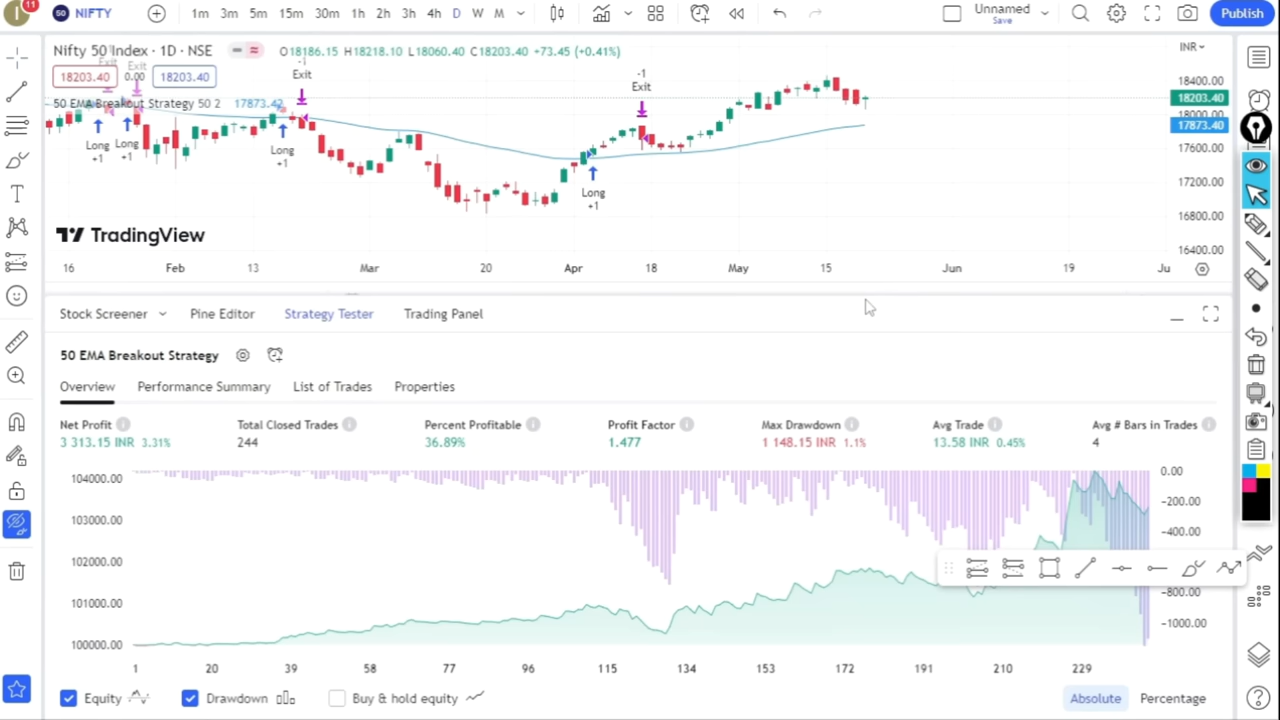 11
50 NIFTY
1m 3m 5m 15m 30m 1h 2h 3h 4h D W M
Unnamed
Save
Publish
Nifty 50 Index · 1D · NSE
O18186.15 H18218.10 L18060.40 C18203.40 +73.45 (+0.41%)
INR
18203.40 0.00 18203.40
50 EMA Breakout Strategy 50 2 17873.42
Exit
Exit
-1
Exit
-1
Exit
Long
+1
Long
+1
Long
+1
Long
+1
18400.00
18203.40
18000.00
17873.40
17600.00
17200.00
16800.00
16400.00
TradingView
16 Feb 13 Mar 20 Apr 18 May 15 Jun 19 Ju
Stock Screener Pine Editor Strategy Tester Trading Panel
50 EMA Breakout Strategy
Overview Performance Summary List of Trades Properties
Net Profit Total Closed Trades Percent Profitable Profit Factor Max Drawdown Avg Trade Avg # Bars in Trades
3 313.15 INR 3.31% 244 36.89% 1.477 1 148.15 INR 1.1% 13.58 INR 0.45% 4
104000.00
103000.00
102000.00
101000.00
100000.00
0.00
-200.00
-400.00
-800.00
-1000.00
1 20 39 58 77 96 115 134 153 172 191 210 229
Equity Drawdown Buy & hold equity Absolute Percentage